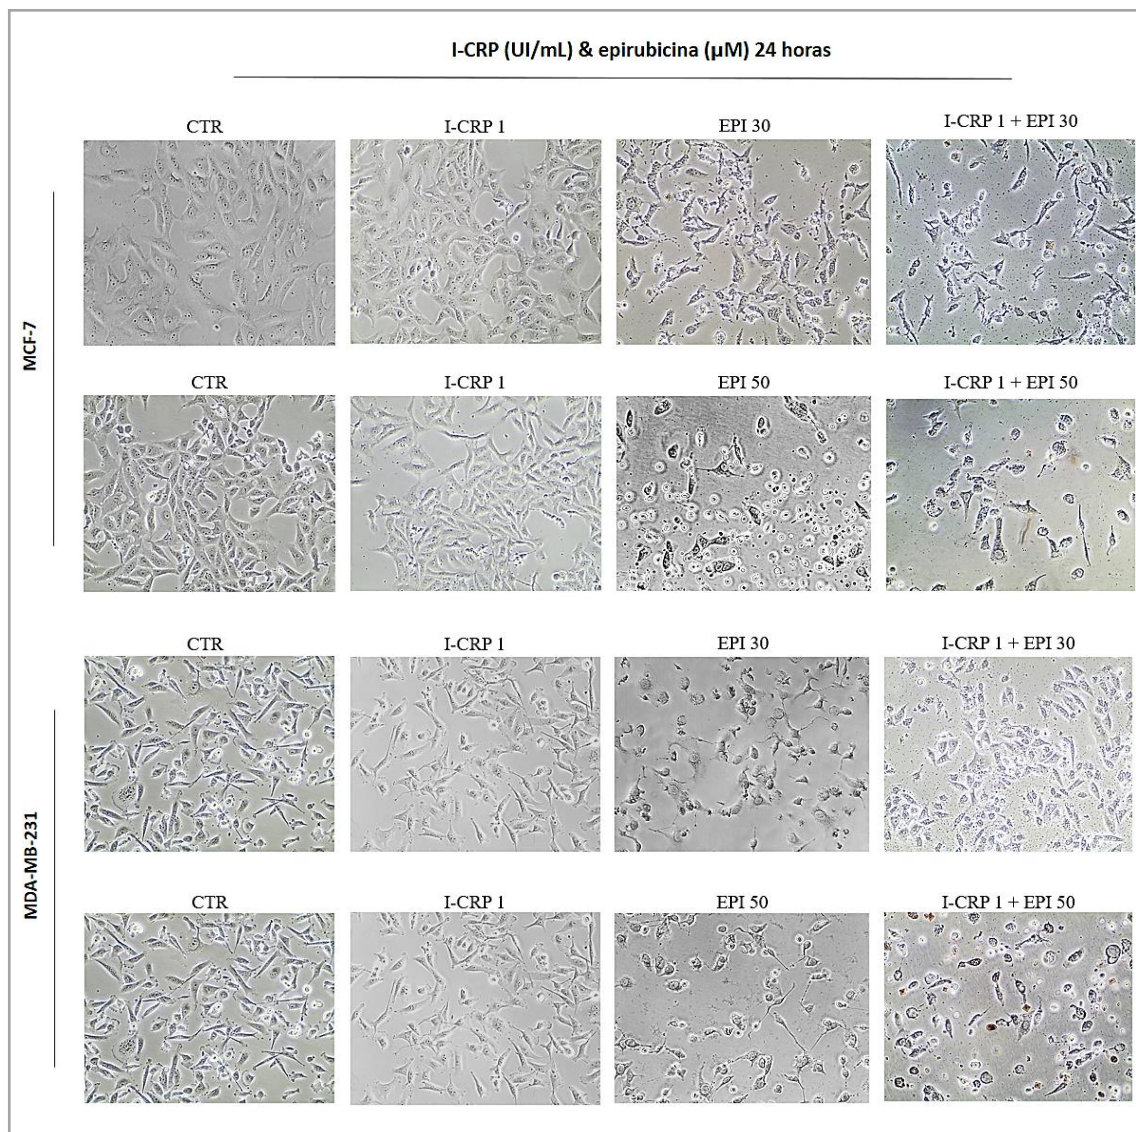 I-CRP (UI/mL) & epirubicina (µM) 24 horas
CTR I-CRP 1 EPI 30 I-CRP 1 + EPI 30
MCF-7
CTR I-CRP 1 EPI 50 I-CRP 1 + EPI 50
CTR I-CRP 1 EPI 30 I-CRP 1 + EPI 30
MDA-MB-231
CTR I-CRP 1 EPI 50 I-CRP 1 + EPI 50